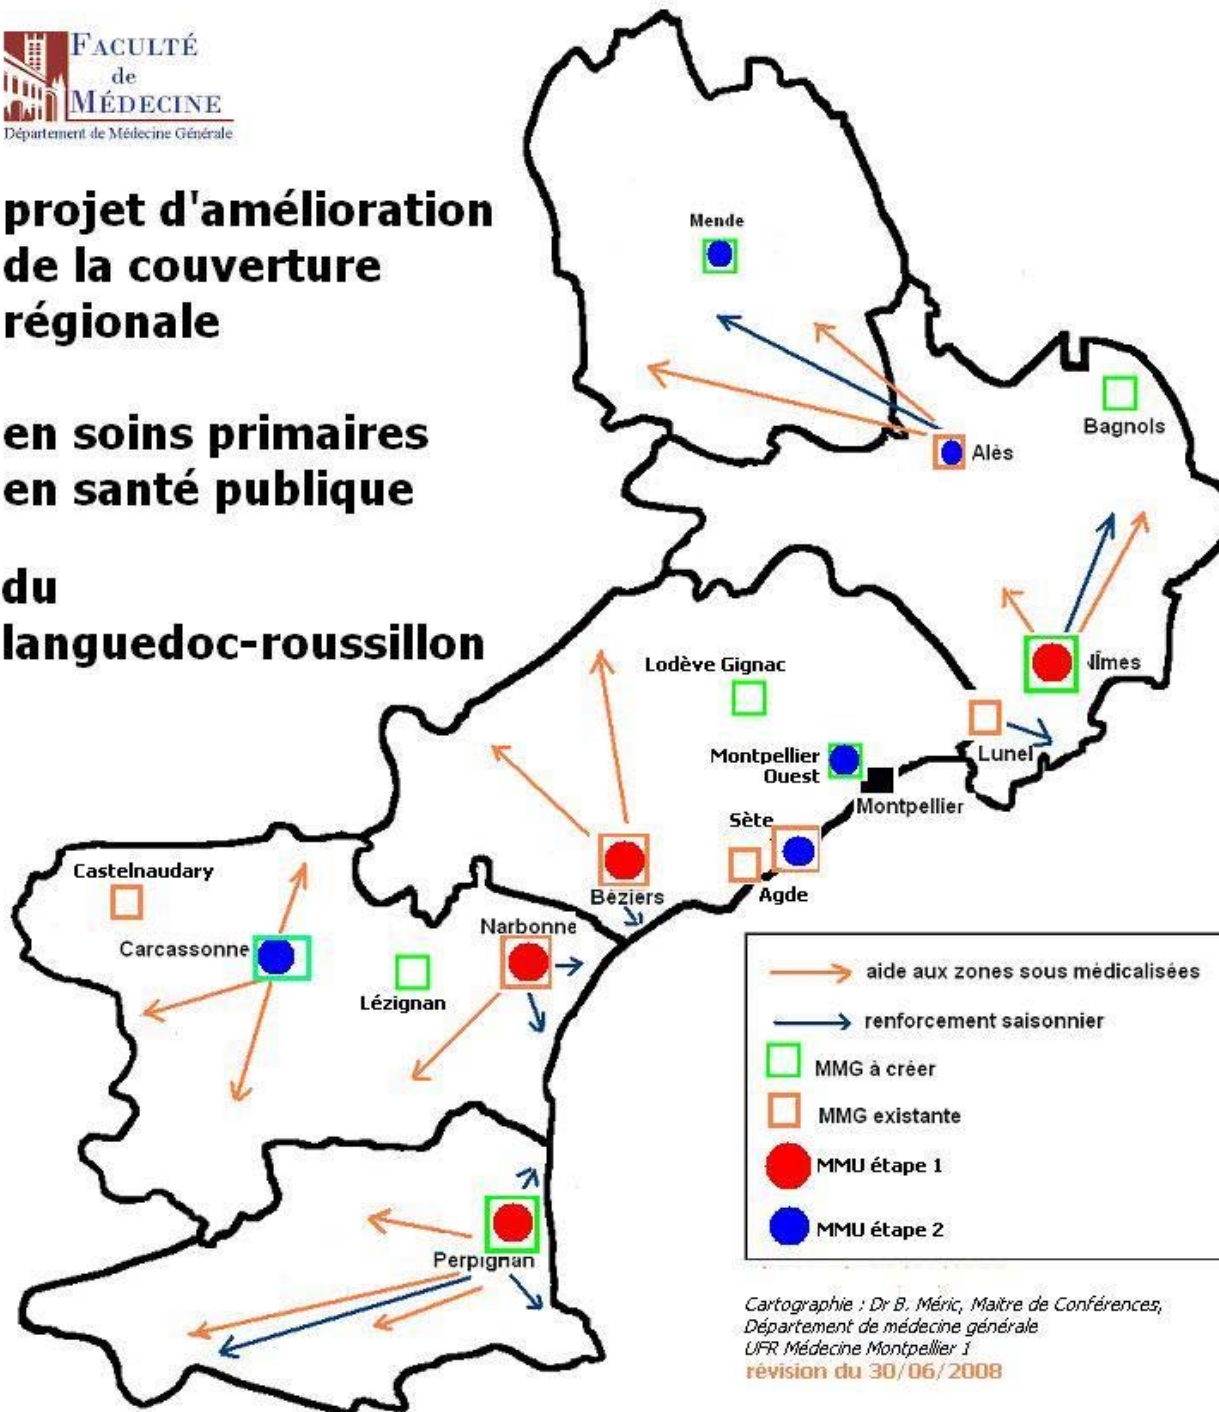 FACULTÉ
de
MÉDECINE
Département de Médecine Générale
projet d'amélioration
de la couverture
régionale
en soins primaires
en santé publique
du
languedoc-roussillon
Mende
Bagnols
Alès
Nîmes
Lodève Gignac
Lunel
Montpellier
Ouest
Montpellier
Sète
Agde
Béziers
Castelnaudary
Narbonne
Carcassonne
Lézignan
Perpignan
aide aux zones sous médicalisées
renforcement saisonnier
MMG à créer
MMG existante
MMU étape 1
MMU étape 2
Cartographie : Dr B. Méric, Maitre de Conférences,
Département de médecine générale
UFR Médecine Montpellier 1
révision du 30/06/2008